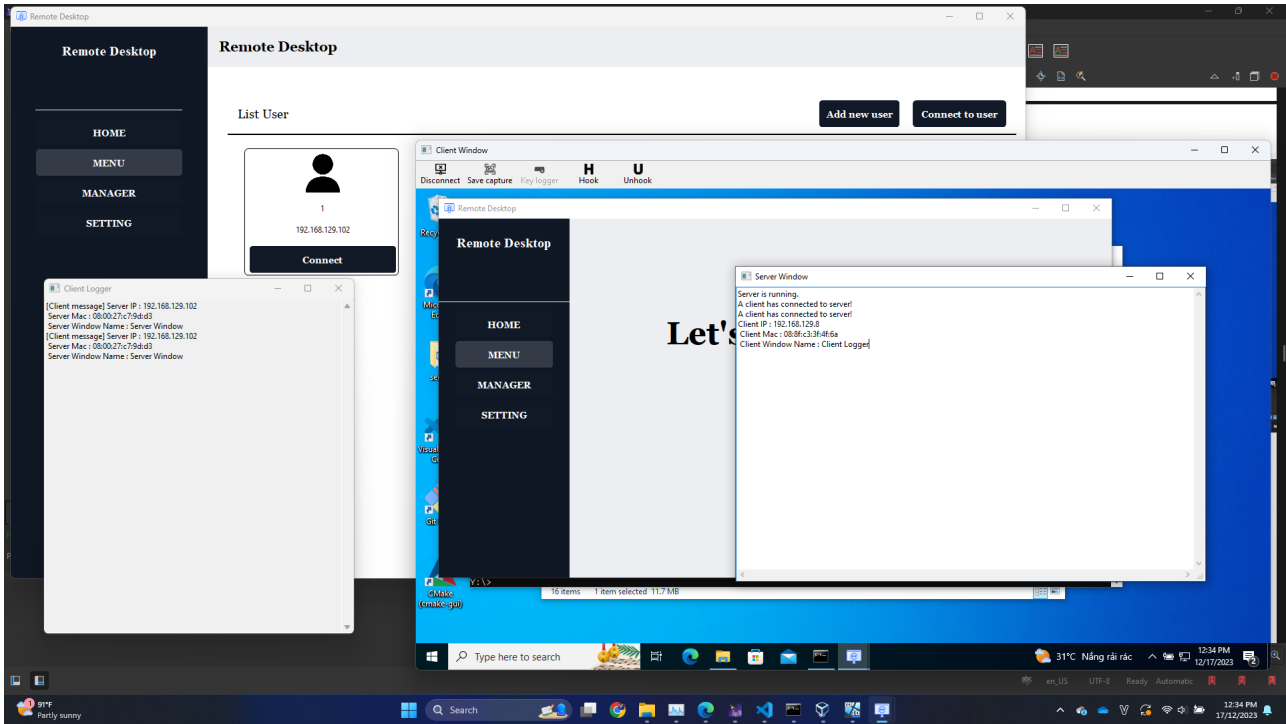 Remote Desktop
Remote Desktop
HOME
MENU
MANAGER
SETTING
Remote Desktop
List User
Add new user
Connect to user
1
192.168.129.102
Connect
Client Logger
[Client message] Server IP : 192.168.129.102
Server Mac : 08:00:27:c7:9d:d3
Server Window Name : Server Window
[Client message] Server IP : 192.168.129.102
Server Mac : 08:00:27:c7:9d:d3
Server Window Name : Server Window
Client Window
Disconnect
Save capture
Key logger
H
Hook
U
Unhook
Remote Desktop
Remote Desktop
HOME
MENU
MANAGER
SETTING
Let's
Server Window
Server is running.
A client has connected to server!
A client has connected to server!
Client IP : 192.168.129.8
Client Mac : 08:8f:c3:3f:4f:6a
Client Window Name : Client Logger
Git
CMake
(cmake-gui)
Y:\>
16 items
1 item selected 11.7 MB
Type here to search
31°C Nắng rải rác
12:34 PM
12/17/2023
2
en_US
UTF-8
Ready
Automatic
1
91°F
Partly sunny
Search
12:34 PM
17/12/2023